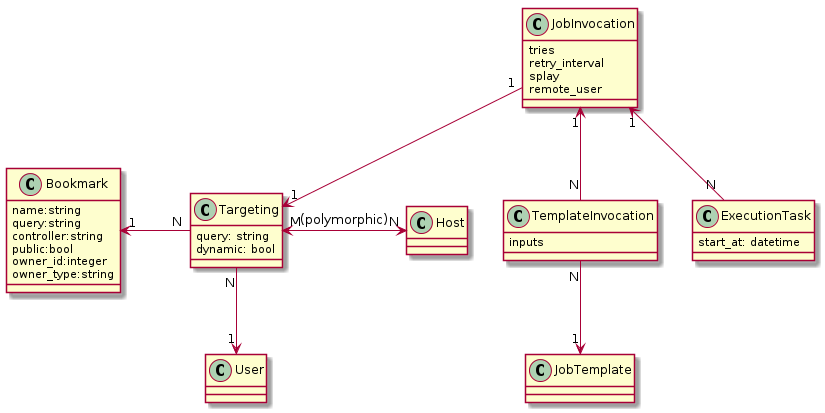 C JobInvocation
tries
retry_interval
splay
remote_user
1
1
1
1
N
N
C Bookmark
name:string
query:string
controller:string
public:bool
owner_id:integer
owner_type:string
1
N
C Targeting
query: string
dynamic: bool
M
(polymorphic)
N
C Host
C TemplateInvocation
inputs
C ExecutionTask
start_at: datetime
N
1
N
1
C User
C JobTemplate